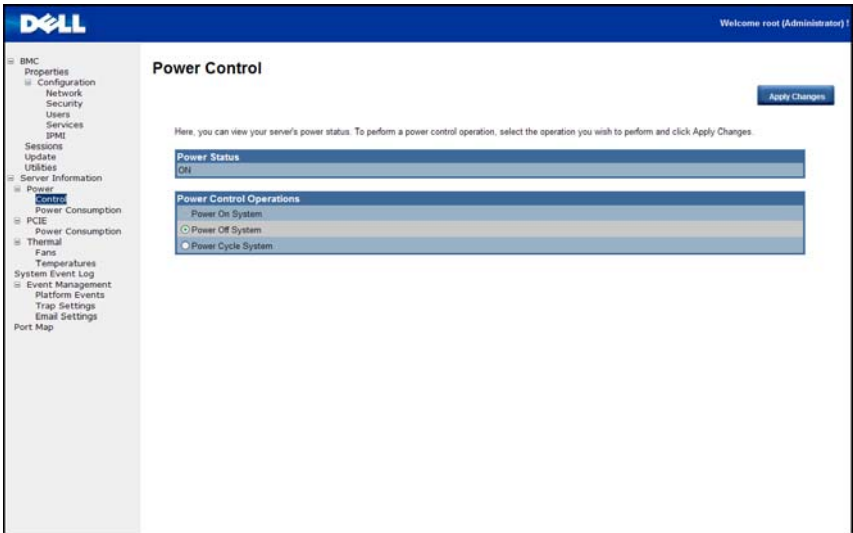 DELL
Welcome root (Administrator) !
BMC
Properties
Configuration
Network
Security
Users
Services
IPMI
Sessions
Update
Utilities
Server Information
Power
Control
Power Consumption
PCIE
Power Consumption
Thermal
Fans
Temperatures
System Event Log
Event Management
Platform Events
Trap Settings
Email Settings
Port Map
Power Control
Apply Changes
Here, you can view your server's power status. To perform a power control operation, select the operation you wish to perform and click Apply Changes.
Power Status
ON
Power Control Operations
Power On System
Power Off System
Power Cycle System